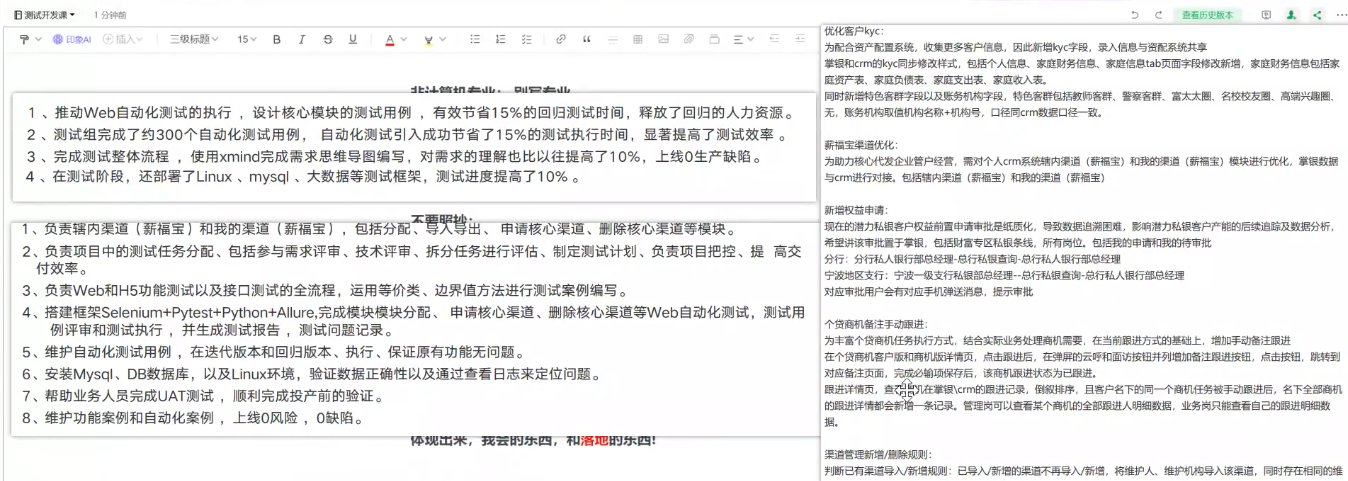 测试开发课
1 分钟前
查看历史版本
印象AI
插入
三级标题
15
B I S U A
非计算机专业：别写专业
1 、推动Web自动化测试的执行 ，设计核心模块的测试用例 ，有效节省15%的回归测试时间，释放了回归的人力资源。
2 、测试组完成了约300个自动化测试用例， 自动化测试引入成功节省了15%的测试执行时间，显著提高了测试效率 。
3 、完成测试整体流程 ，使用xmind完成需求思维导图编写，对需求的理解也比以往提高了10%，上线0生产缺陷。
4 、在测试阶段，还部署了Linux 、mysql 、大数据等测试框架，测试进度提高了10% 。
不要照抄：
1、负责辖内渠道（薪福宝）和我的渠道（薪福宝），包括分配、导入导出、 申请核心渠道、删除核心渠道等模块。
2、负责项目中的测试任务分配、包括参与需求评审、技术评审、拆分任务进行评估、制定测试计划、负责项目把控、提 高交
付效率。
3、负责Web和H5功能测试以及接口测试的全流程，运用等价类、边界值方法进行测试案例编写。
4、搭建框架Selenium+Pytest+Python+Allure,完成模块模块分配、 申请核心渠道、删除核心渠道等Web自动化测试，测试用
例评审和测试执行 ，并生成测试报告 ，测试问题记录。
5、维护自动化测试用例 ，在迭代版本和回归版本、执行、保证原有功能无问题。
6、安装Mysql、DB数据库，以及Linux环境，验证数据正确性以及通过查看日志来定位问题。
7、帮助业务人员完成UAT测试 ，顺利完成投产前的验证。
8、维护功能案例和自动化案例 ，上线0风险 ，0缺陷。
体现出来，我会的东西，和落地的东西!
优化客户kyc：
为配合资产配置系统，收集更多客户信息，因此新增kyc字段，录入信息与资配系统共享
掌银和crm的kyc同步修改样式，包括个人信息、家庭财务信息、家庭信息tab页面字段修改新增，家庭财务信息包括家
庭资产表、家庭负债表、家庭支出表、家庭收入表。
同时新增特色客群字段以及账务机构字段，特色客群包括教师客群、警察客群、富太太圈、名校校友圈、高端兴趣圈、
无，账务机构取值机构名称+机构号，口径同crm数据口径一致。
薪福宝渠道优化：
为助力核心代发企业管户经营，需对个人crm系统辖内渠道（薪福宝）和我的渠道（薪福宝）模块进行优化，掌银数据
与crm进行对接。包括辖内渠道（薪福宝）和我的渠道（薪福宝）
新增权益申请：
现在的潜力私银客户权益前置申请审批是纸质化，导致数据追溯困难，影响潜力私银客户产能的后续追踪及数据分析，
希望讲该审批置于掌银，包括财富专区私银条线，所有岗位。包括我的申请和我的待审批
分行：分行私人银行部总经理-总行私银查询-总行私人银行部总经理
宁波地区支行：宁波一级支行私银部总经理--总行私银查询-总行私人银行部总经理
对应审批用户会有对应手机弹送消息，提示审批
个贷商机备注手动跟进：
为丰富个贷商机任务执行方式，结合实际业务处理商机需要，在当前跟进方式的基础上，增加手动备注跟进
在个贷商机客户版和商机版详情页，点击跟进后，在弹屏的云呼和面访按钮并列增加备注跟进按钮，点击按钮，跳转到
对应备注页面，完成必输项保存后，该商机跟进状态为已跟进。
跟进详情页，查 机在掌银\crm的跟进记录，倒叙排序，且客户名下的同一个商机任务被手动跟进后，名下全部商机
的跟进详情都会新增一条记录。管理岗可以查看某个商机的全部跟进人明细数据，业务岗只能查看自己的跟进明细数
据。
渠道管理新增/删除规则：
判断已有渠道导入/新增规则：已导入/新增的渠道不再导入/新增，将维护人、维护机构导入该渠道，同时存在相同的维